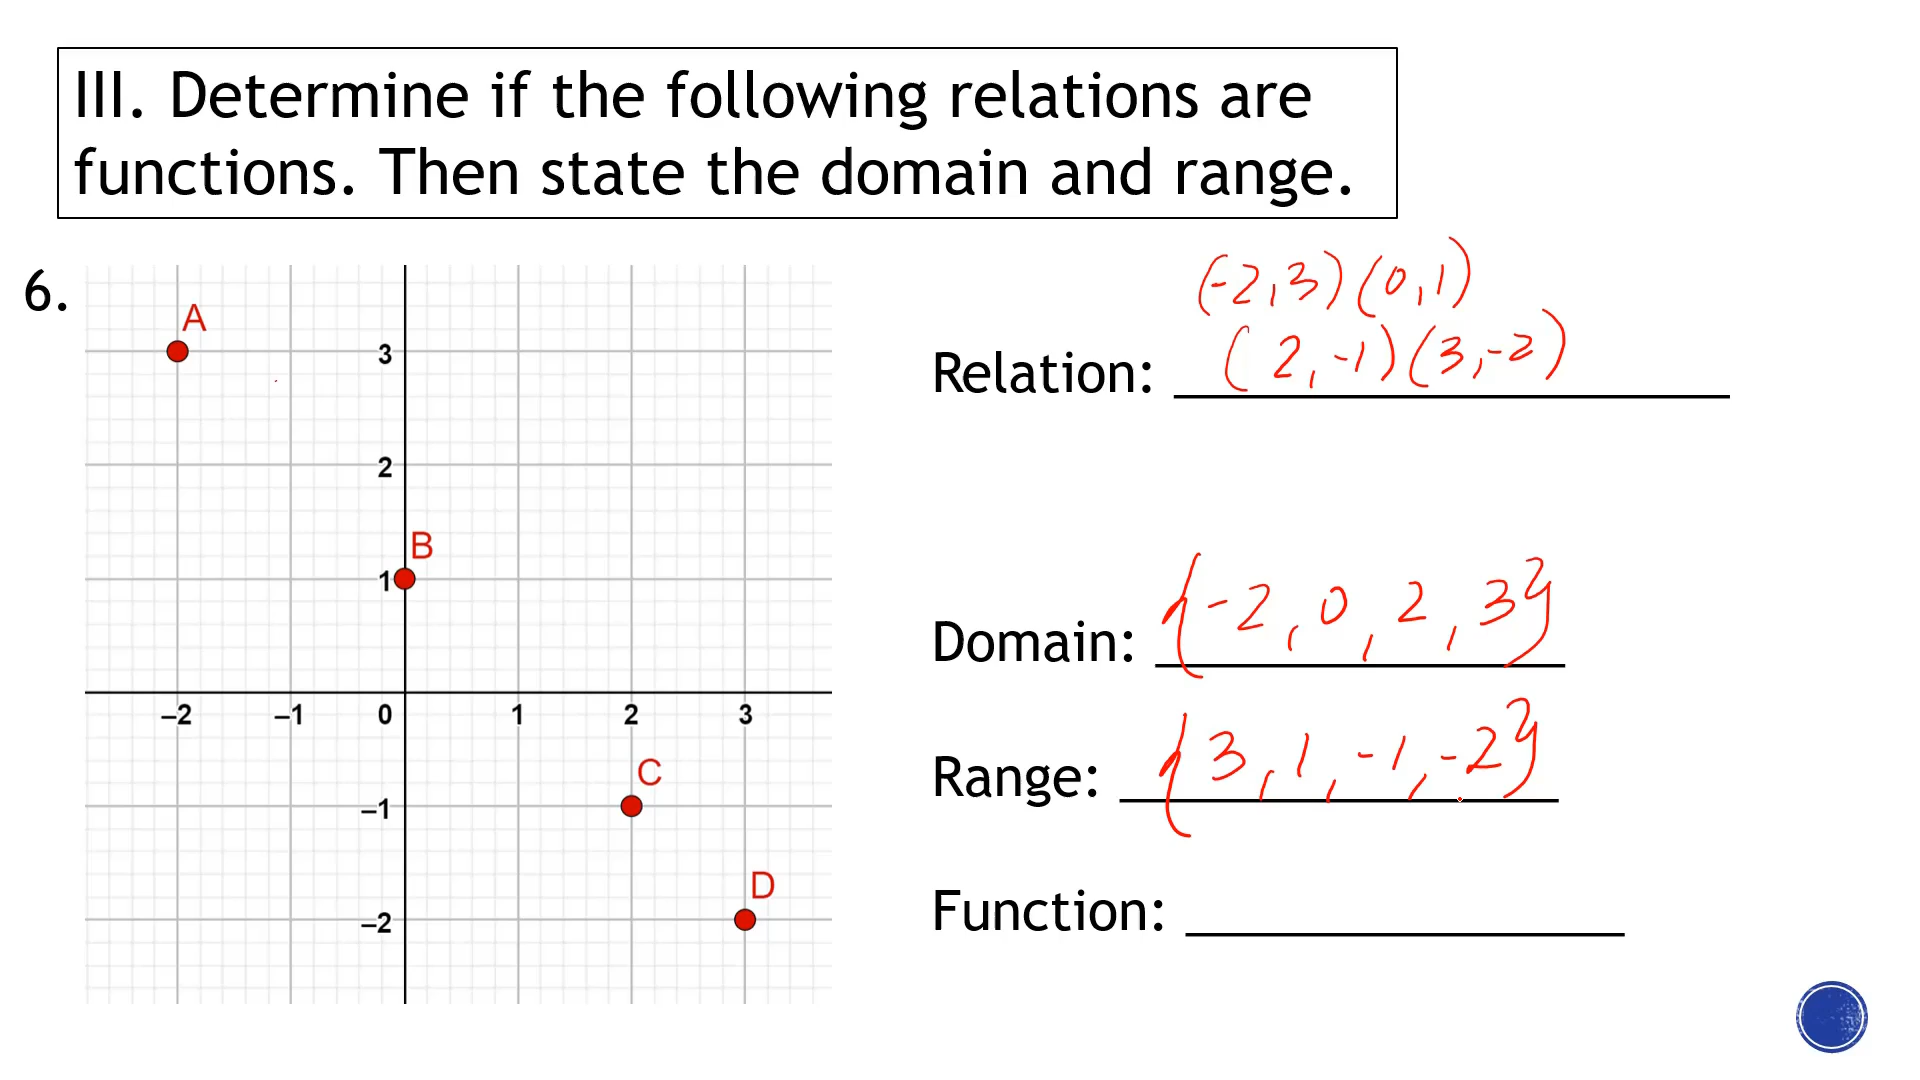 III. Determine if the following relations are
functions. Then state the domain and range.
6.
A
3
2
B
1
–2 –1 0 1 2 3
C
–1
D
–2
(-2,3) (0,1)
Relation: (2,-1) (3,-2)
Domain: {-2, 0, 2, 3}
Range: {3, 1, -1, -2}
Function: